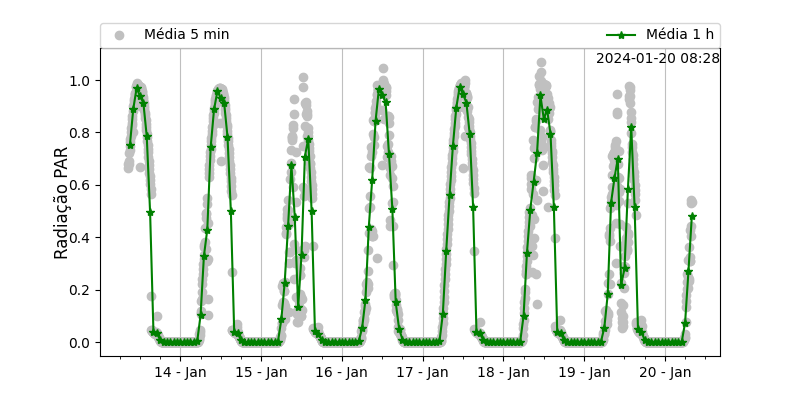 Média 5 min
Média 1 h
2024-01-20 08:28
Radiação PAR
1.0
0.8
0.6
0.4
0.2
0.0
14 - Jan
15 - Jan
16 - Jan
17 - Jan
18 - Jan
19 - Jan
20 - Jan